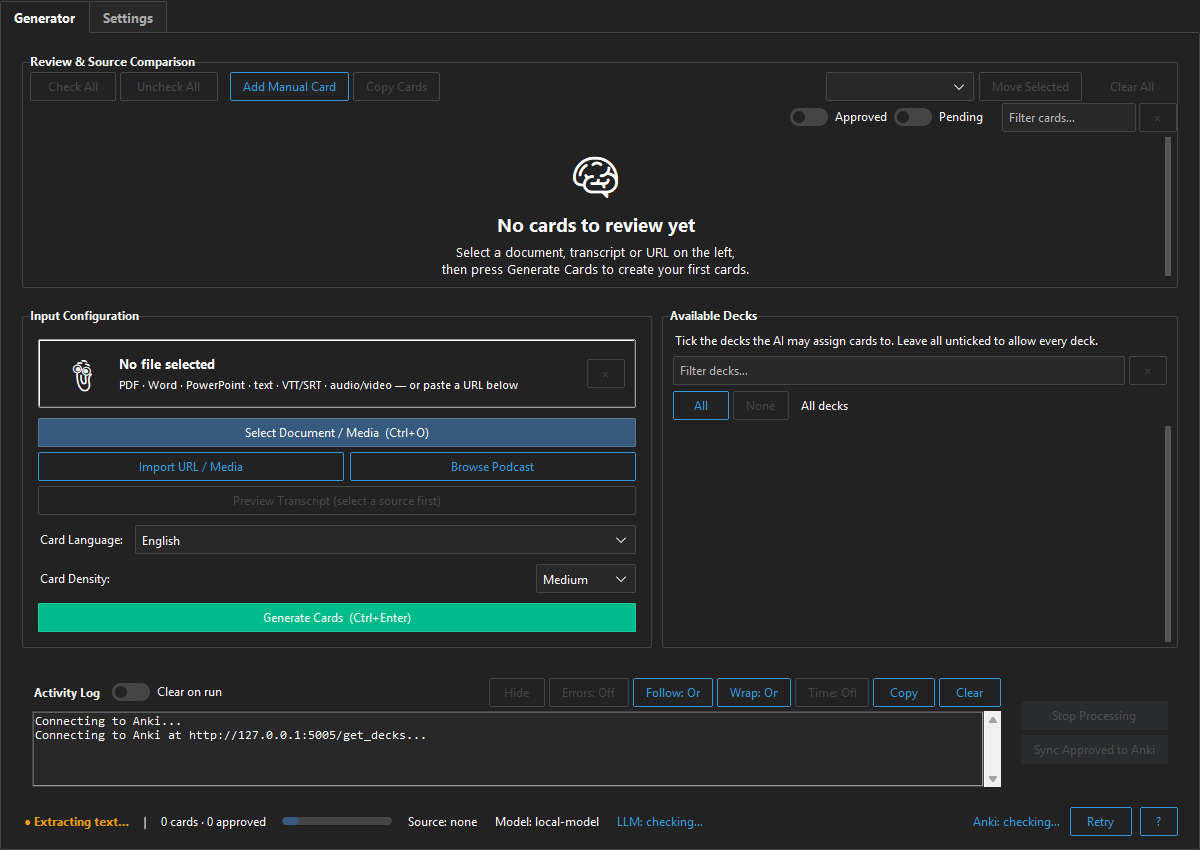 Generator Settings
Review & Source Comparison
Check All Uncheck All Add Manual Card Copy Cards Move Selected Clear All
Approved Pending Filter cards... ×
No cards to review yet
Select a document, transcript or URL on the left,
then press Generate Cards to create your first cards.
Input Configuration
No file selected
PDF · Word · PowerPoint · text · VTT/SRT · audio/video — or paste a URL below
×
Select Document / Media (Ctrl+O)
Import URL / Media Browse Podcast
Preview Transcript (select a source first)
Card Language: English
Card Density: Medium
Generate Cards (Ctrl+Enter)
Available Decks
Tick the decks the AI may assign cards to. Leave all unticked to allow every deck.
Filter decks... ×
All None All decks
Activity Log Clear on run Hide Errors: Off Follow: Or Wrap: Or Time: Off Copy Clear
Connecting to Anki...
Connecting to Anki at http://127.0.0.1:5005/get_decks...
Stop Processing
Sync Approved to Anki
• Extracting text... | 0 cards · 0 approved Source: none Model: local-model LLM: checking... Anki: checking... Retry ?